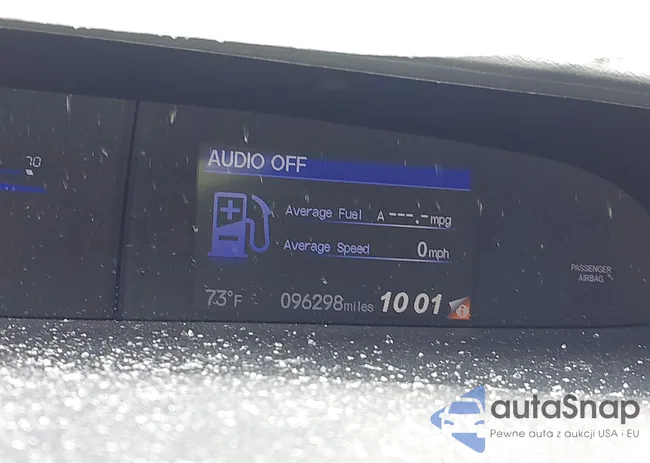 70
AUDIO OFF
Average Fuel A ---.- mpg
Average Speed 0 mph
73°F 096298 miles 10 01
PASSENGER
AIRBAG
autaSnap
Pewne auta z aukcji USA i EU